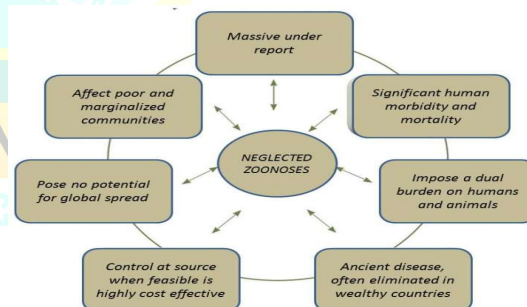 Massive under
report
Affect poor and
marginalized
communities
Significant human
morbidity and
mortality
NEGLECTED
ZOONOSES
Pose no potential
for global spread
Impose a dual
burden on humans
and animals
Control at source
when feasible is
highly cost effective
Ancient disease,
often eliminated in
wealthy countries